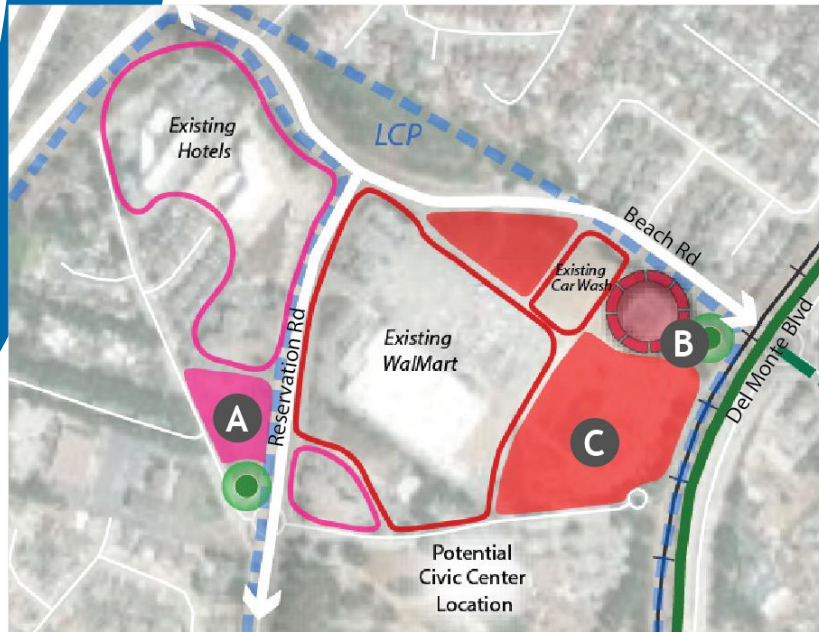 Existing
Hotels
LCP
Beach Rd
Existing
Car Wash
Existing
WalMart
Reservation Rd
Del Monte Blvd
A
B
C
Potential
Civic Center
Location